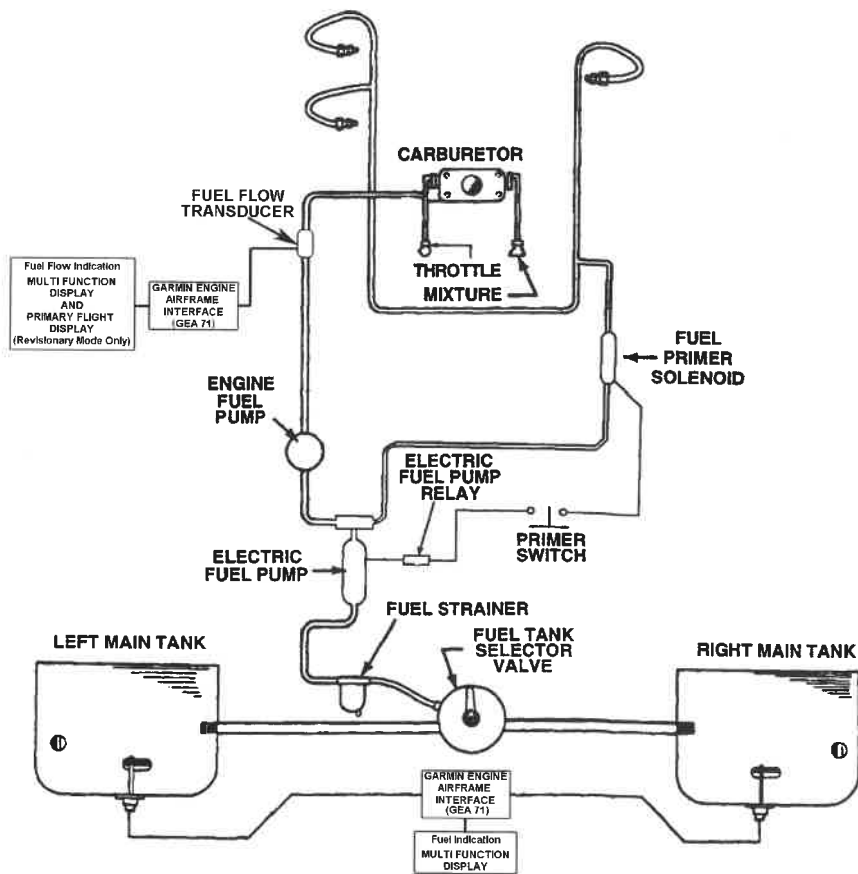 CARBURETOR
FUEL FLOW
TRANSDUCER
THROTTLE
MIXTURE
Fuel Flow Indication
MULTI FUNCTION
DISPLAY
AND
PRIMARY FLIGHT
DISPLAY
(Revisionary Mode Only)
GARMIN ENGINE
AIRFRAME
INTERFACE
(GEA 71)
FUEL
PRIMER
SOLENOID
ENGINE
FUEL
PUMP
ELECTRIC
FUEL PUMP
RELAY
PRIMER
SWITCH
ELECTRIC
FUEL PUMP
FUEL STRAINER
FUEL TANK
SELECTOR
VALVE
LEFT MAIN TANK
RIGHT MAIN TANK
GARMIN ENGINE
AIRFRAME
INTERFACE
(GEA 71)
Fuel Indication
MULTI FUNCTION
DISPLAY